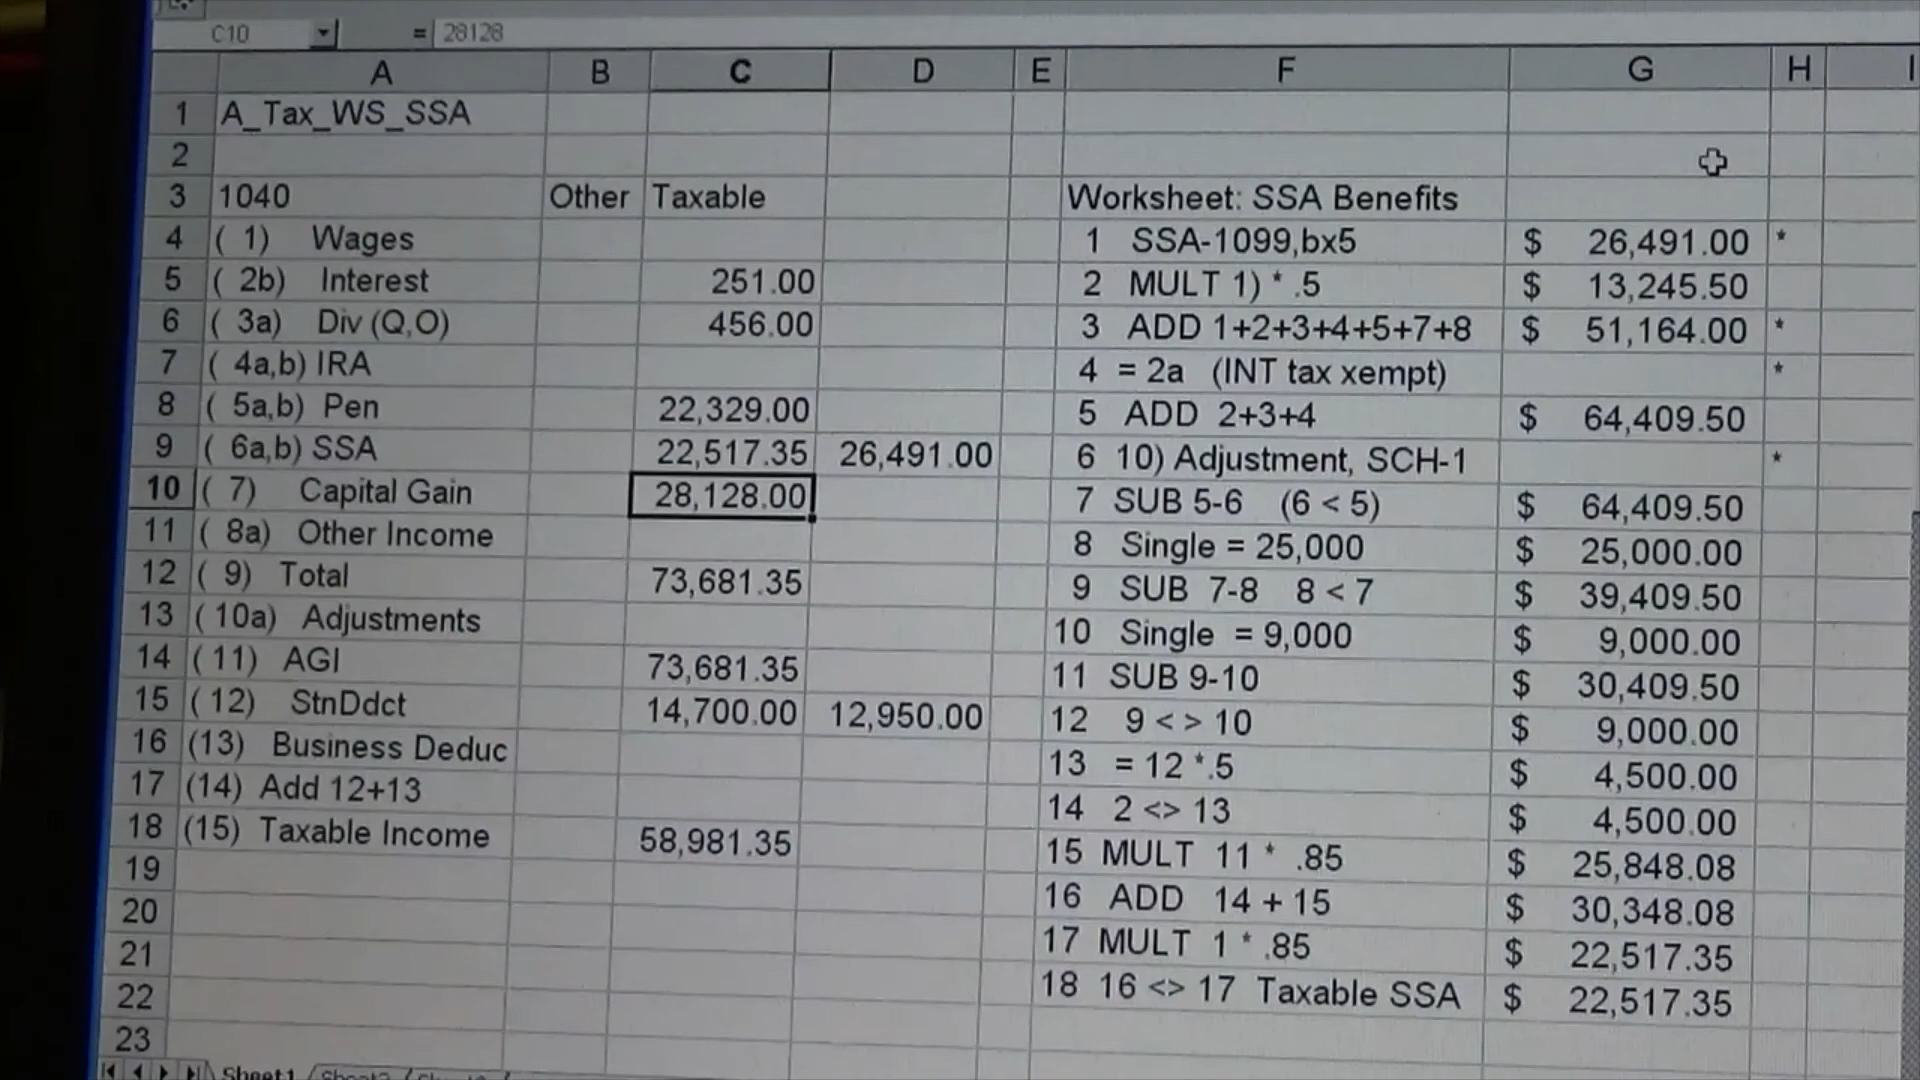 C10 = 28128
A B C D E F G H I
1 A_Tax_WS_SSA
2
3 1040 Other Taxable Worksheet: SSA Benefits
4 ( 1) Wages 1 SSA-1099,bx5 $ 26,491.00 *
5 ( 2b) Interest 251.00 2 MULT 1) * .5 $ 13,245.50
6 ( 3a) Div (Q,O) 456.00 3 ADD 1+2+3+4+5+7+8 $ 51,164.00 *
7 ( 4a,b) IRA 4 = 2a (INT tax xempt) *
8 ( 5a,b) Pen 22,329.00 5 ADD 2+3+4 $ 64,409.50
9 ( 6a,b) SSA 22,517.35 26,491.00 6 10) Adjustment, SCH-1 *
10 ( 7) Capital Gain 28,128.00 7 SUB 5-6 (6 < 5) $ 64,409.50
11 ( 8a) Other Income 8 Single = 25,000 $ 25,000.00
12 ( 9) Total 73,681.35 9 SUB 7-8 8 < 7 $ 39,409.50
13 ( 10a) Adjustments 10 Single = 9,000 $ 9,000.00
14 ( 11) AGI 73,681.35 11 SUB 9-10 $ 30,409.50
15 ( 12) StnDdct 14,700.00 12,950.00 12 9 < > 10 $ 9,000.00
16 (13) Business Deduc 13 = 12 *.5 $ 4,500.00
17 (14) Add 12+13 14 2 <> 13 $ 4,500.00
18 (15) Taxable Income 58,981.35 15 MULT 11 * .85 $ 25,848.08
19 16 ADD 14 + 15 $ 30,348.08
20 17 MULT 1 * .85 $ 22,517.35
21 18 16 <> 17 Taxable SSA $ 22,517.35
22
23
Sheet1